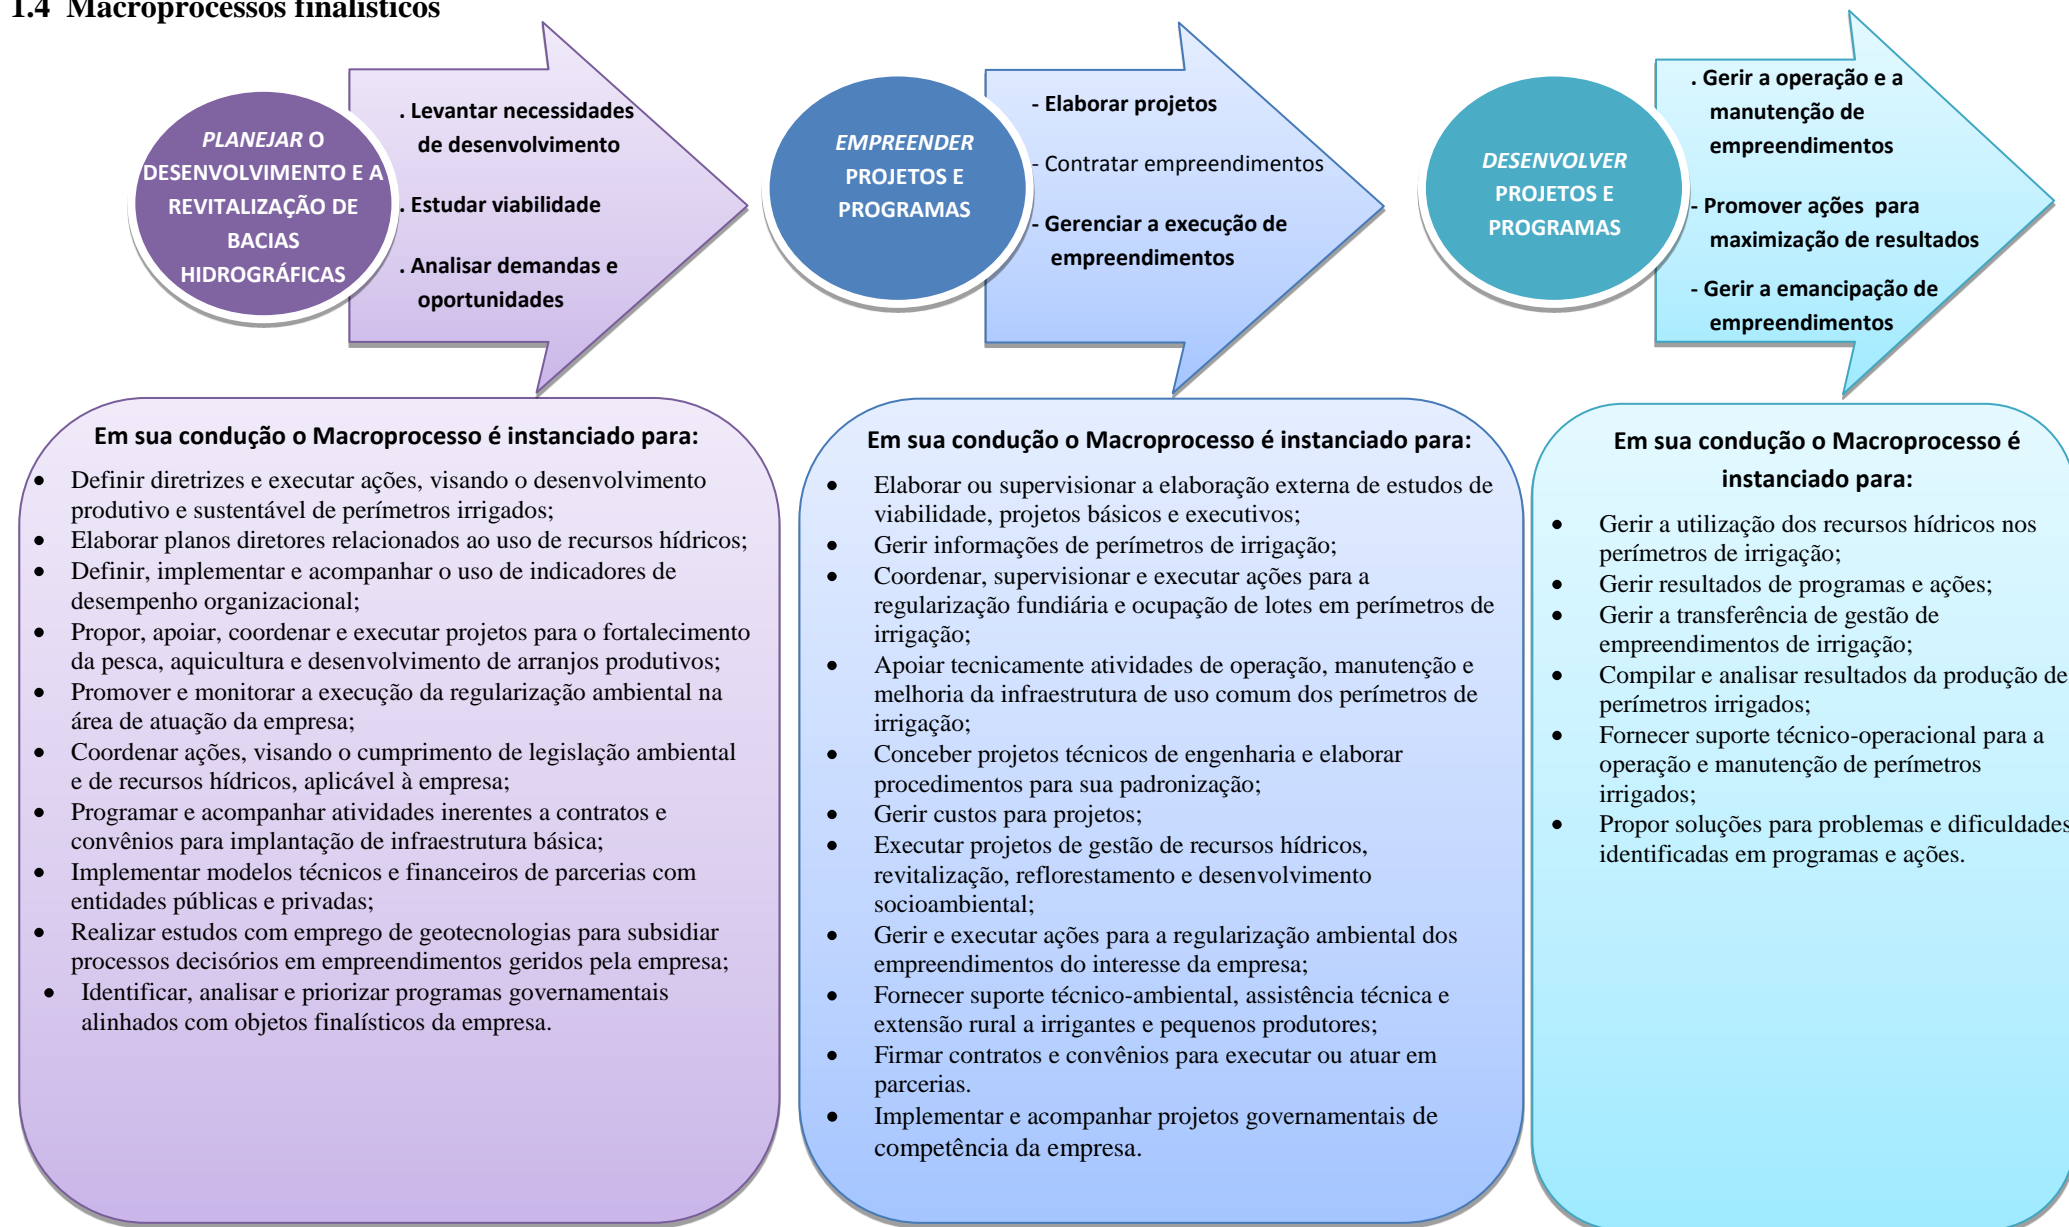 1.4 Macroprocessos finalísticos
PLANEJAR O
DESENVOLVIMENTO E A
REVITALIZAÇÃO DE
BACIAS
HIDROGRÁFICAS
. Levantar necessidades
de desenvolvimento
. Estudar viabilidade
. Analisar demandas e
oportunidades
EMPREENDER
PROJETOS E
PROGRAMAS
- Elaborar projetos
- Contratar empreendimentos
- Gerenciar a execução de
empreendimentos
DESENVOLVER
PROJETOS E
PROGRAMAS
. Gerir a operação e a
manutenção de
empreendimentos
- Promover ações para
maximização de resultados
- Gerir a emancipação de
empreendimentos
Em sua condução o Macroprocesso é instanciado para:
• Definir diretrizes e executar ações, visando o desenvolvimento
produtivo e sustentável de perímetros irrigados;
• Elaborar planos diretores relacionados ao uso de recursos hídricos;
• Definir, implementar e acompanhar o uso de indicadores de
desempenho organizacional;
• Propor, apoiar, coordenar e executar projetos para o fortalecimento
da pesca, aquicultura e desenvolvimento de arranjos produtivos;
• Promover e monitorar a execução da regularização ambiental na
área de atuação da empresa;
• Coordenar ações, visando o cumprimento de legislação ambiental
e de recursos hídricos, aplicável à empresa;
• Programar e acompanhar atividades inerentes a contratos e
convênios para implantação de infraestrutura básica;
• Implementar modelos técnicos e financeiros de parcerias com
entidades públicas e privadas;
• Realizar estudos com emprego de geotecnologias para subsidiar
processos decisórios em empreendimentos geridos pela empresa;
• Identificar, analisar e priorizar programas governamentais
alinhados com objetos finalísticos da empresa.
Em sua condução o Macroprocesso é instanciado para:
• Elaborar ou supervisionar a elaboração externa de estudos de
viabilidade, projetos básicos e executivos;
• Gerir informações de perímetros de irrigação;
• Coordenar, supervisionar e executar ações para a
regularização fundiária e ocupação de lotes em perímetros de
irrigação;
• Apoiar tecnicamente atividades de operação, manutenção e
melhoria da infraestrutura de uso comum dos perímetros de
irrigação;
• Conceber projetos técnicos de engenharia e elaborar
procedimentos para sua padronização;
• Gerir custos para projetos;
• Executar projetos de gestão de recursos hídricos,
revitalização, reflorestamento e desenvolvimento
socioambiental;
• Gerir e executar ações para a regularização ambiental dos
empreendimentos do interesse da empresa;
• Fornecer suporte técnico-ambiental, assistência técnica e
extensão rural a irrigantes e pequenos produtores;
• Firmar contratos e convênios para executar ou atuar em
parcerias.
• Implementar e acompanhar projetos governamentais de
competência da empresa.
Em sua condução o Macroprocesso é
instanciado para:
• Gerir a utilização dos recursos hídricos nos
perímetros de irrigação;
• Gerir resultados de programas e ações;
• Gerir a transferência de gestão de
empreendimentos de irrigação;
• Compilar e analisar resultados da produção de
perímetros irrigados;
• Fornecer suporte técnico-operacional para a
operação e manutenção de perímetros
irrigados;
• Propor soluções para problemas e dificuldades
identificadas em programas e ações.